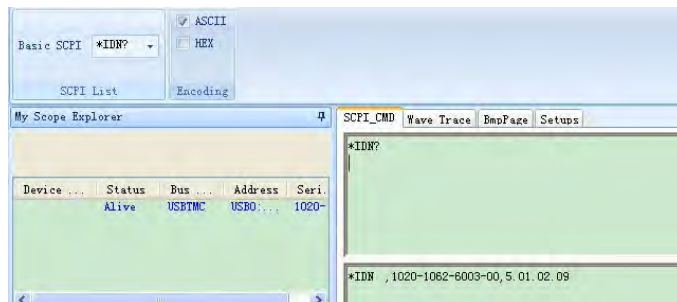 ASCII
Basic SCPI *IDN? HEX
SCPI List Encoding
My Scope Explorer
SCPI_CMD Wave Trace BmpPage Setups
*IDN?
Device ... Status Bus ... Address Seri.
Alive USBTMC USB0:... 1020-
*IDN ,1020-1062-6003-00,5.01.02.09